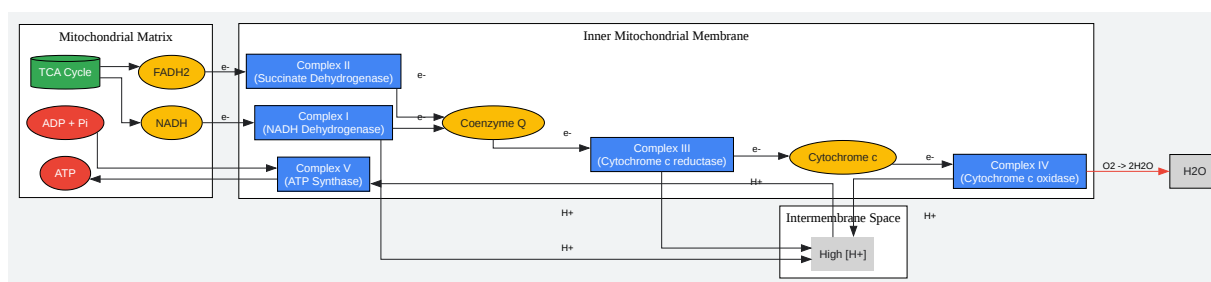 Mitochondrial Matrix
Inner Mitochondrial Membrane
TCA Cycle
FADH2
e-
Complex II
(Succinate Dehydrogenase)
e-
ADP + Pi
NADH
e-
Complex I
(NADH Dehydrogenase)
e-
Coenzyme Q
e-
Complex III
(Cytochrome c reductase)
e-
Cytochrome c
e-
Complex IV
(Cytochrome c oxidase)
O2 -> 2H2O
H2O
ATP
Complex V
(ATP Synthase)
H+
H+
H+
H+
Intermembrane Space
High [H+]